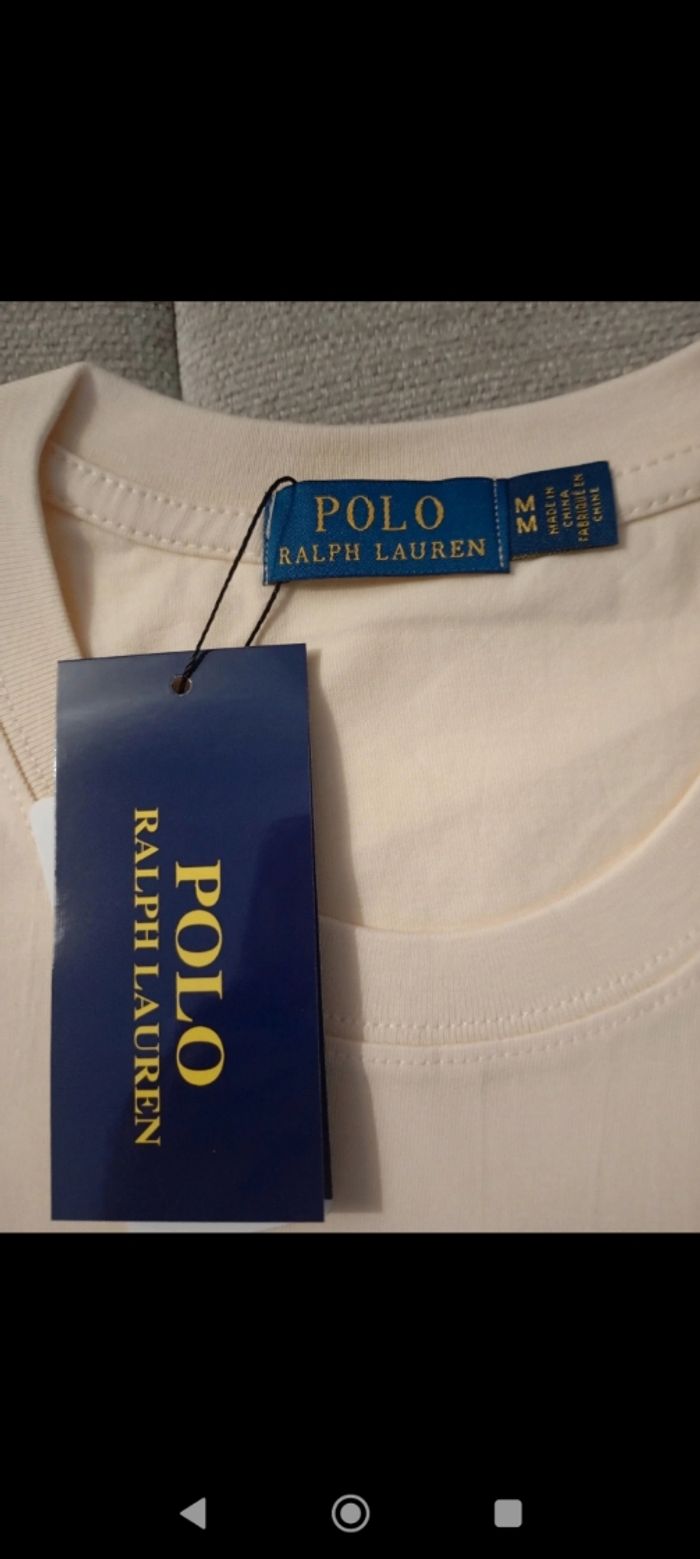 POLO
RALPH LAUREN
M
M
MADE IN
CHINA
FABRIQUÉ EN
CHINE
POLO
RALPH LAUREN